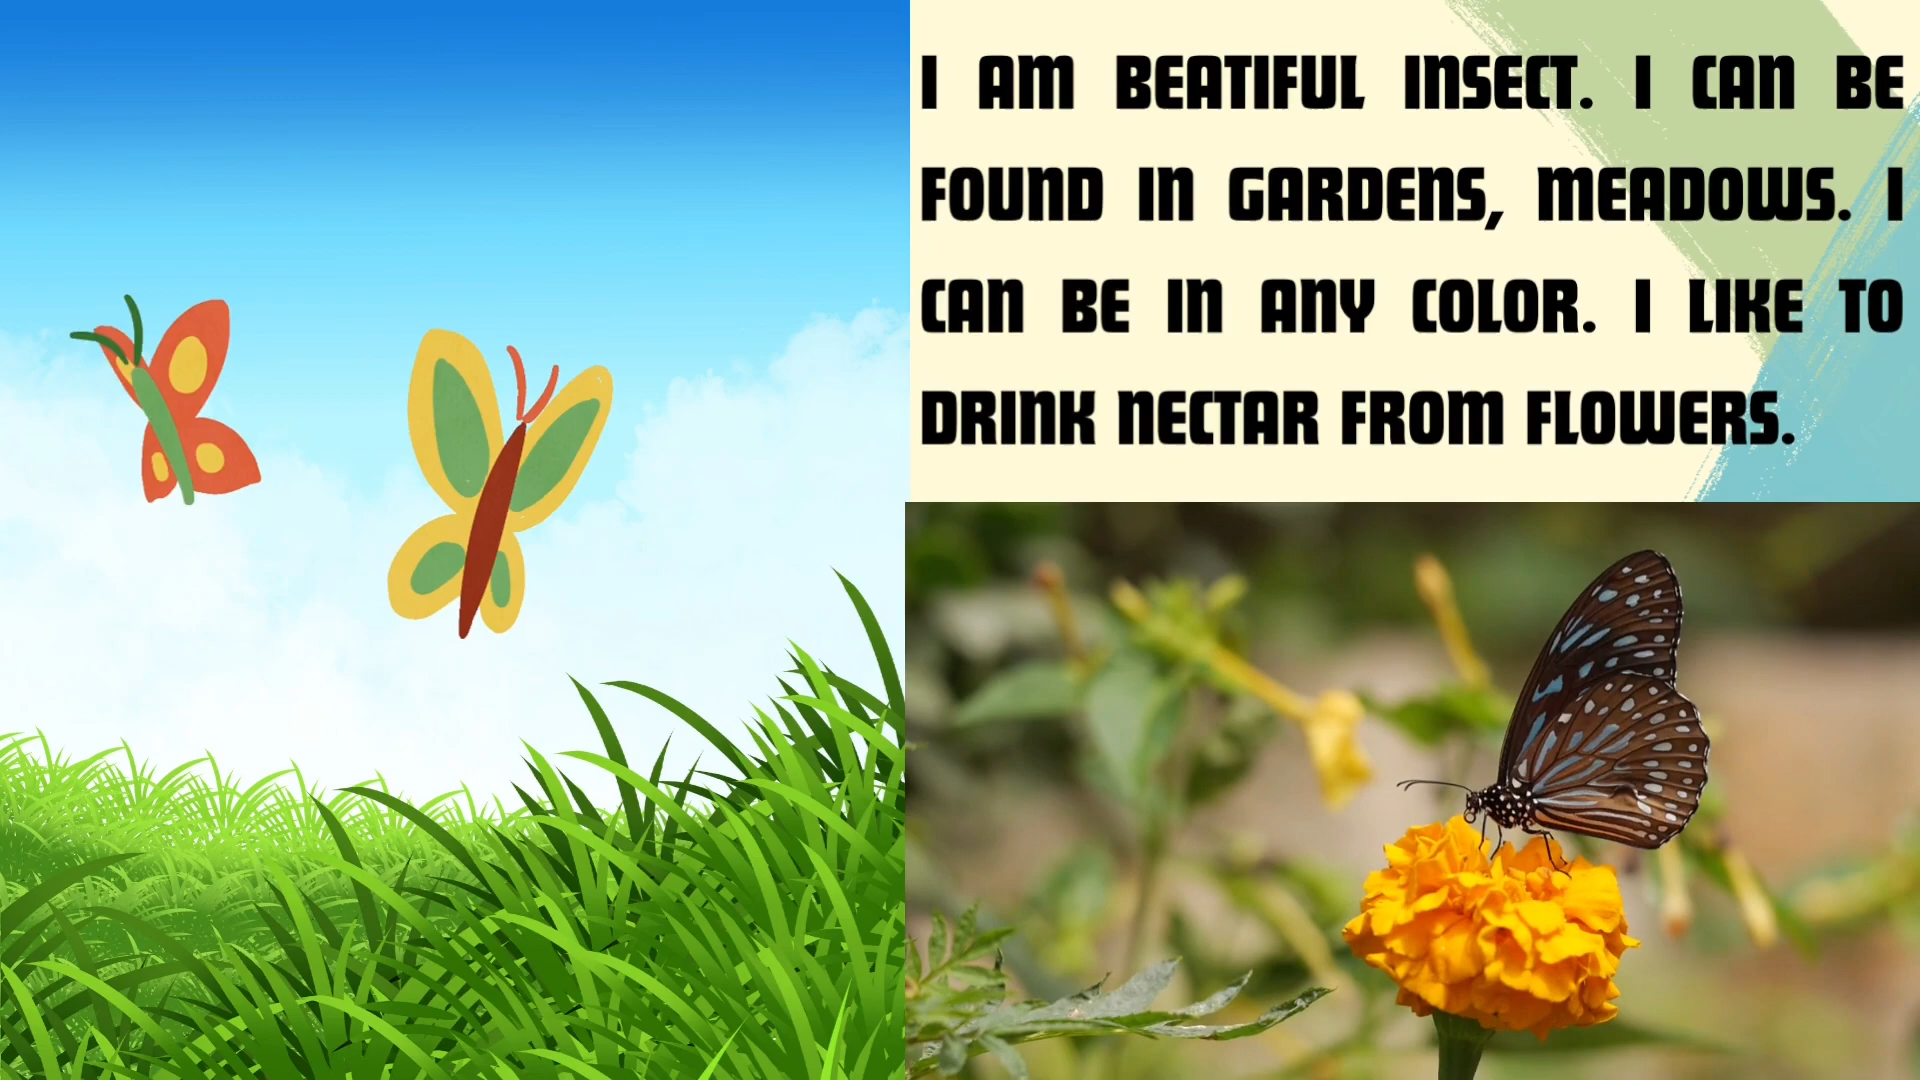 I AM BEATIFUL INSECT. I CAN BE
FOUND IN GARDENS, MEADOWS. I
CAN BE IN ANY COLOR. I LIKE TO
DRINK NECTAR FROM FLOWERS.